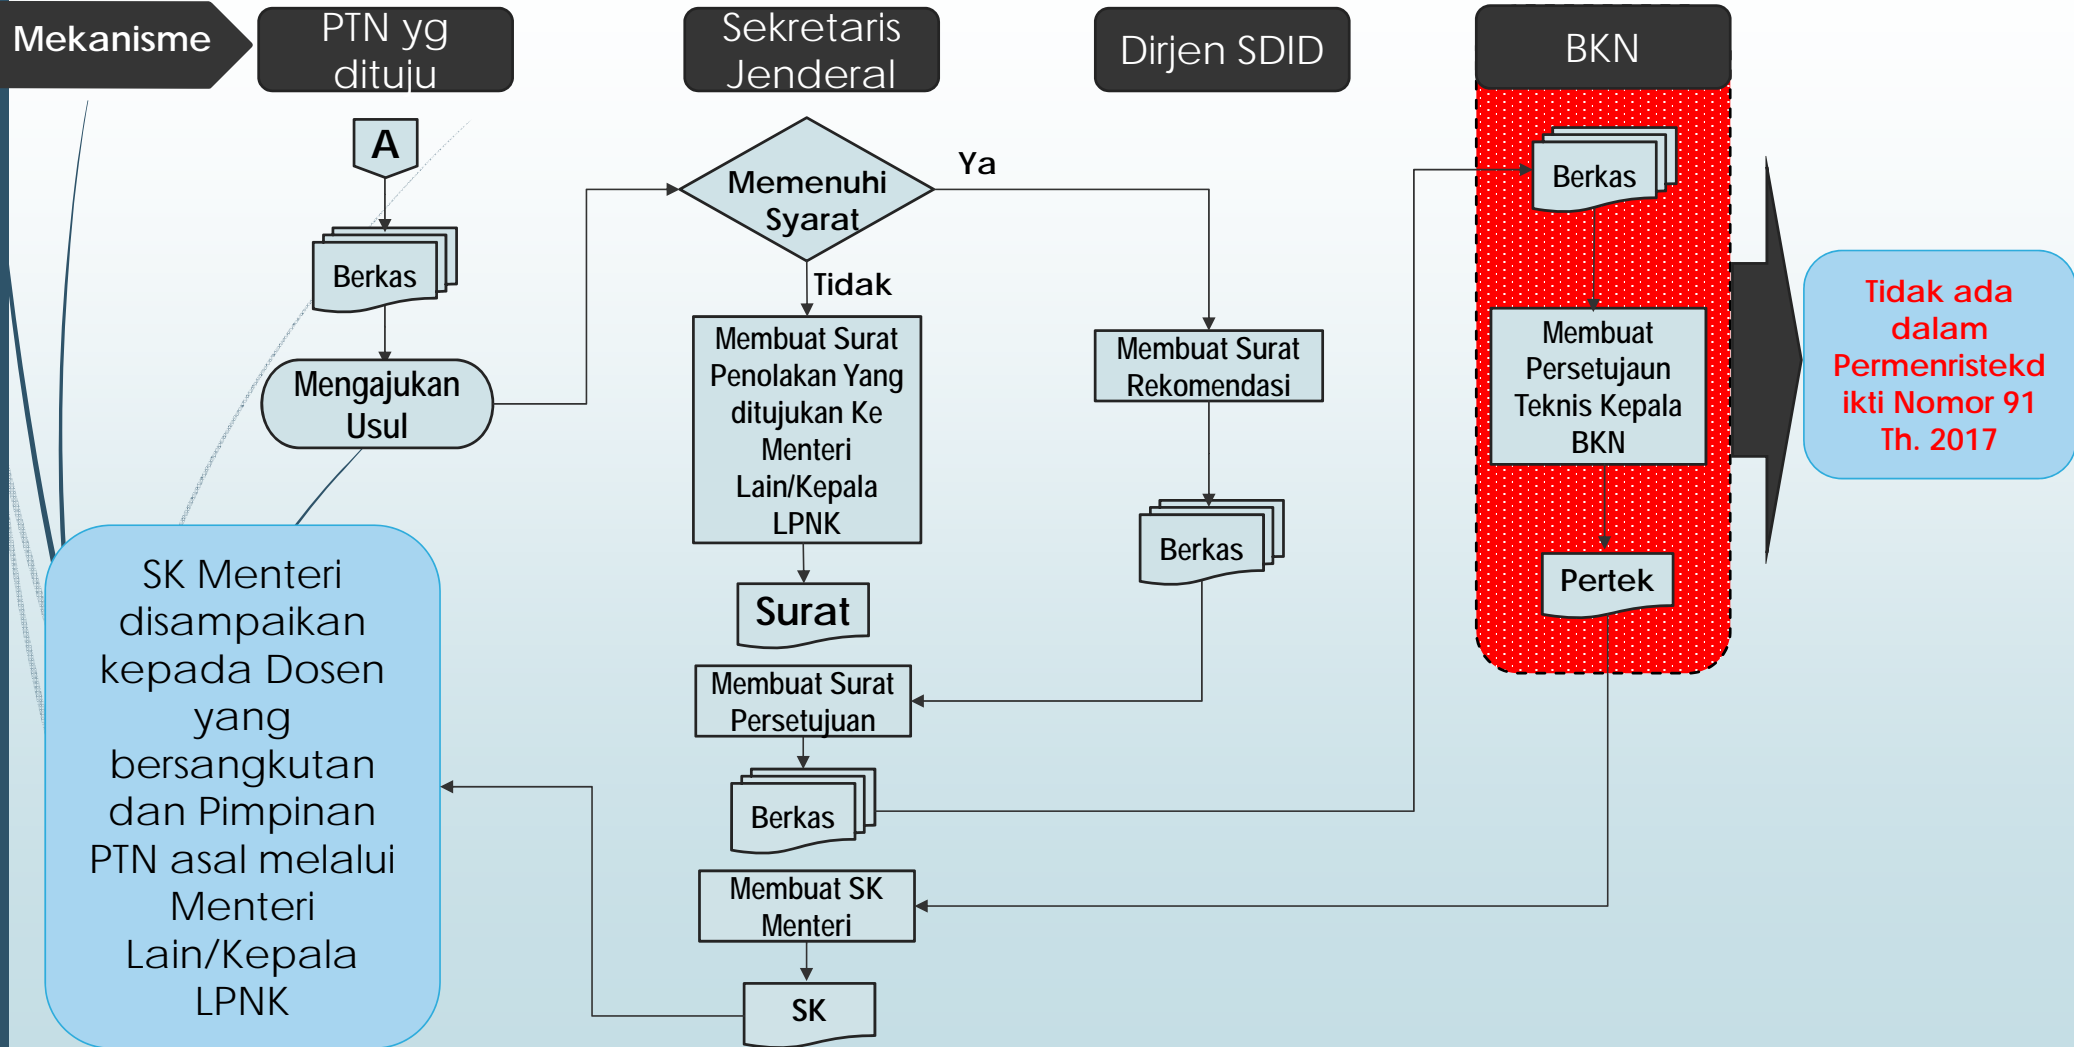 Mekanisme
PTN yg
dituju
Sekretaris
Jenderal
Dirjen SDID
BKN
A
Berkas
Mengajukan
Usul
Memenuhi
Syarat
Ya
Tidak
Membuat Surat
Penolakan Yang
ditujukan Ke
Menteri
Lain/Kepala
LPNK
Surat
Membuat Surat
Rekomendasi
Berkas
Membuat Surat
Persetujuan
Berkas
Berkas
Membuat
Persetujaun
Teknis Kepala
BKN
Pertek
Tidak ada
dalam
Permenristekd
ikti Nomor 91
Th. 2017
Membuat SK
Menteri
SK
SK Menteri
disampaikan
kepada Dosen
yang
bersangkutan
dan Pimpinan
PTN asal melalui
Menteri
Lain/Kepala
LPNK